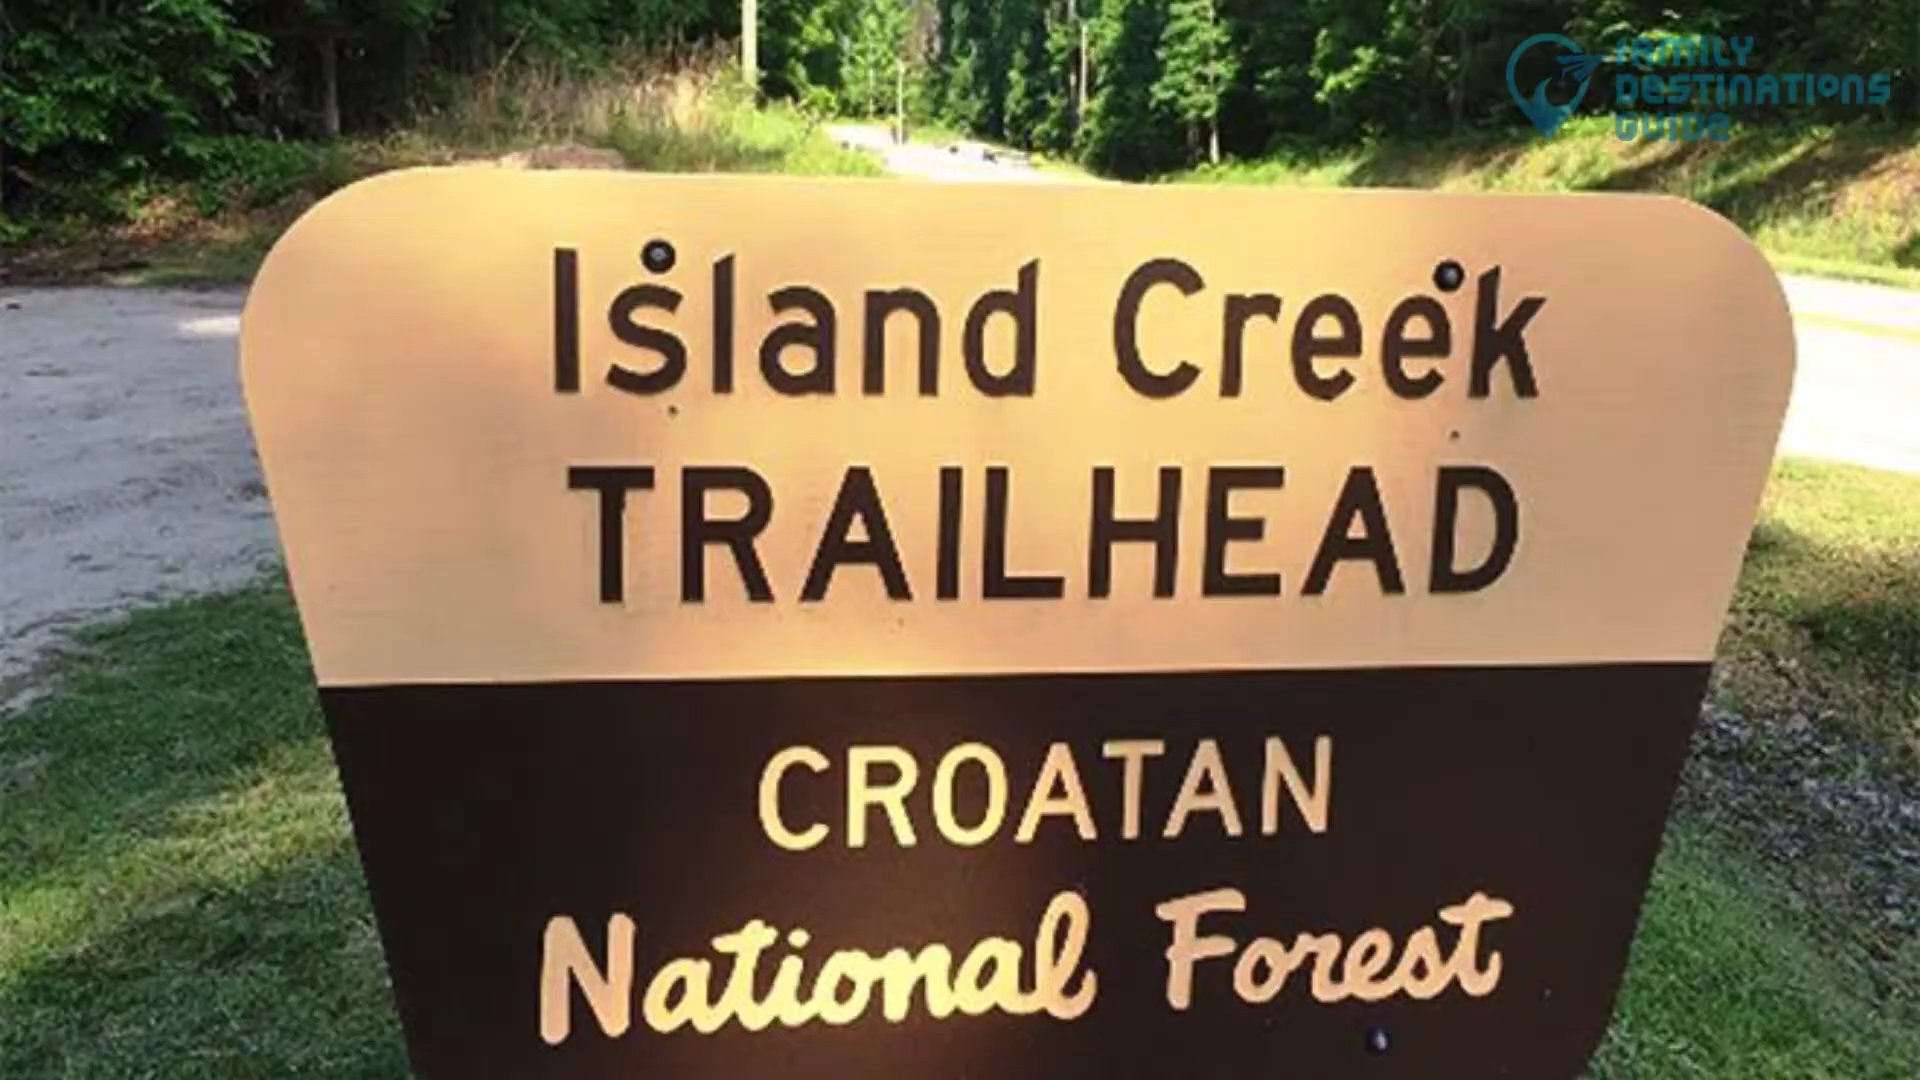 FAMILY
DESTINATIONS
GUIDE
Island Creek
TRAILHEAD
CROATAN
National Forest